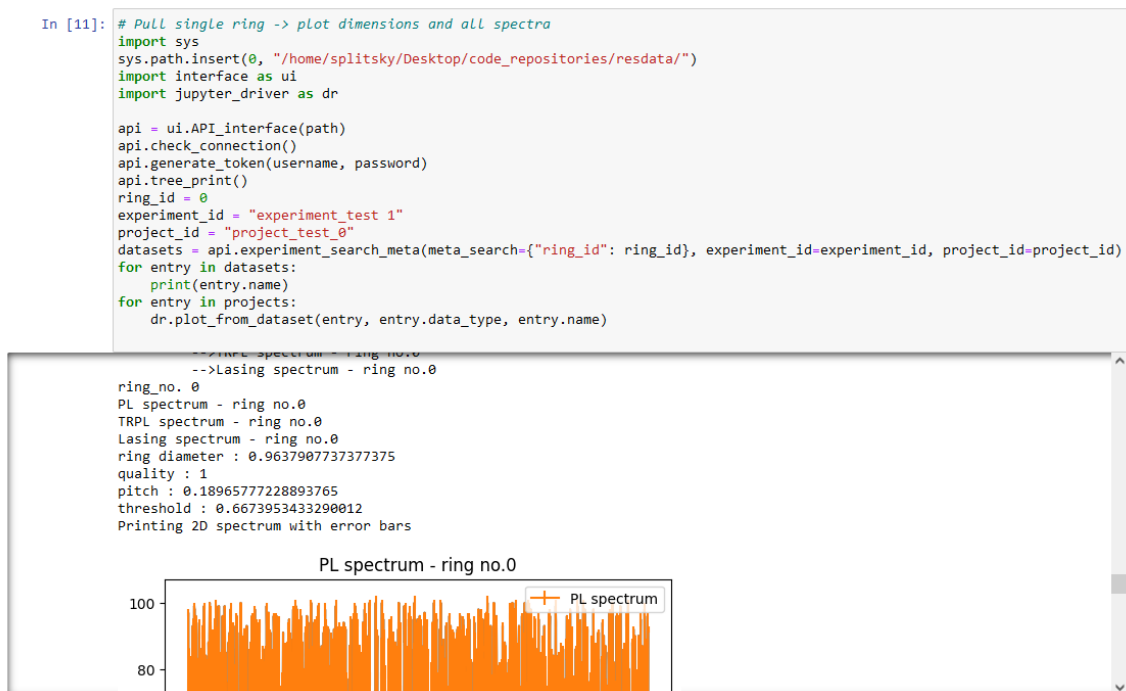 In [11]: # Pull single ring -> plot dimensions and all spectra
import sys
sys.path.insert(0, "/home/splitsky/Desktop/code_repositories/resdata/")
import interface as ui
import jupyter_driver as dr

api = ui.API_interface(path)
api.check_connection()
api.generate_token(username, password)
api.tree_print()
ring_id = 0
experiment_id = "experiment_test 1"
project_id = "project_test_0"
datasets = api.experiment_search_meta(meta_search={"ring_id": ring_id}, experiment_id=experiment_id, project_id=project_id)
for entry in datasets:
    print(entry.name)
for entry in projects:
    dr.plot_from_dataset(entry, entry.data_type, entry.name)
-->TRPL spectrum - ring no.0
-->Lasing spectrum - ring no.0
ring_no. 0
PL spectrum - ring no.0
TRPL spectrum - ring no.0
Lasing spectrum - ring no.0
ring diameter : 0.9637907737377375
quality : 1
pitch : 0.18965777228893765
threshold : 0.6673953433290012
Printing 2D spectrum with error bars
PL spectrum - ring no.0
PL spectrum
100
80